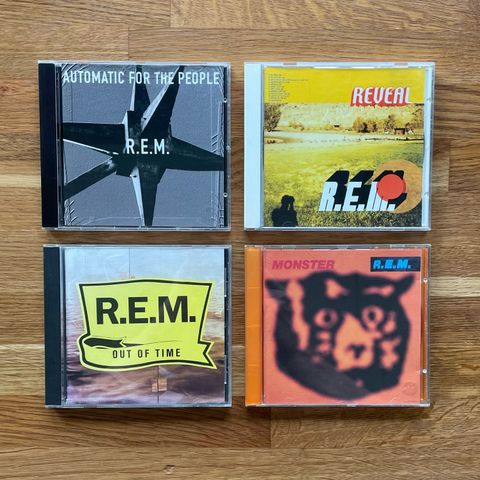 AUTOMATIC FOR THE PEOPLE
R.E.M.
REVEAL
R.E.M.
R.E.M.
OUT OF TIME
MONSTER
R.E.M.